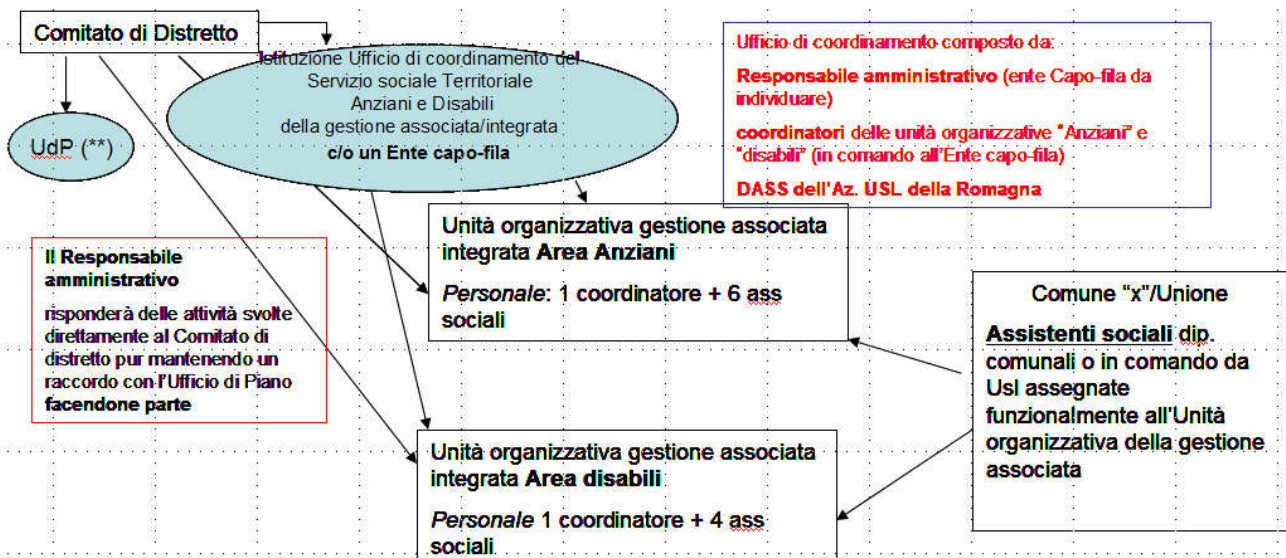 Comitato di Distretto
Istituzione Ufficio di coordinamento del
Servizio sociale Territoriale
Anziani e Disabili
della gestione associata/integrata
c/o un Ente capo-fila
UdP (**)
Ufficio di coordinamento composto da:
Responsabile amministrativo (ente Capo-fila da
individuare)
coordinatori delle unità organizzative "Anziani" e
"disabili" (in comando all'Ente capo-fila)
DASS dell'Az. USL della Romagna
Unità organizzativa gestione associata
integrata Area Anziani
Personale: 1 coordinatore + 6 ass
sociali
Il Responsabile
amministrativo
risponderà delle attività svolte
direttamente al Comitato di
distretto pur mantenendo un
raccordo con l'Ufficio di Piano
facendone parte
Comune "x"/Unione
Assistenti sociali dip.
comunali o in comando da
Usl assegnate
funzionalmente all'Unità
organizzativa della gestione
associata
Unità organizzativa gestione associata
integrata Area disabili
Personale 1 coordinatore + 4 ass
sociali